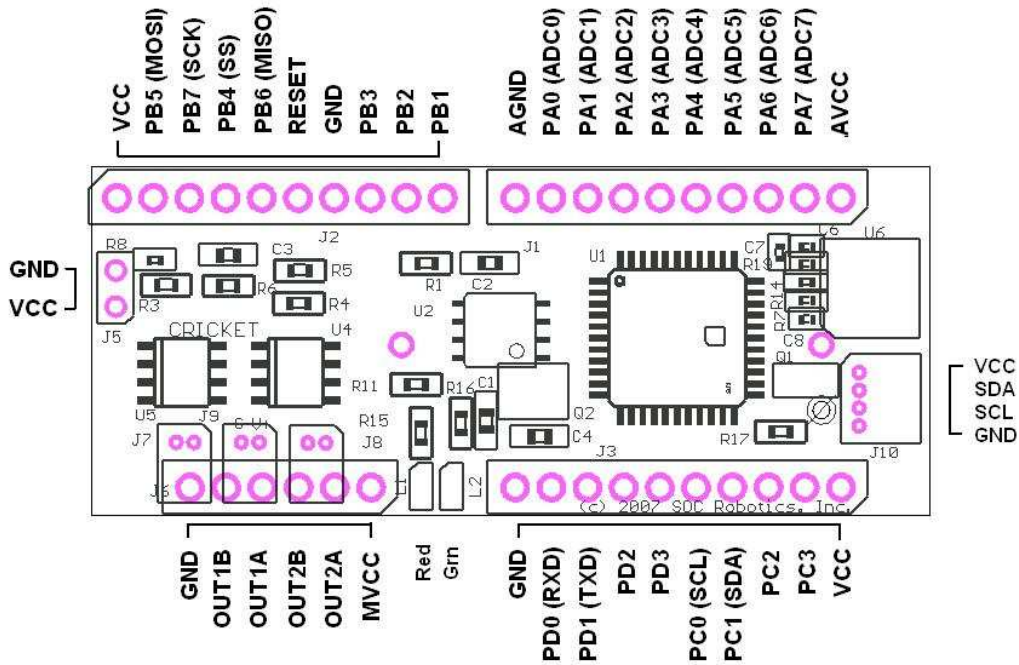 VCC
PB5 (MOSI)
PB7 (SCK)
PB4 (SS)
PB6 (MISO)
RESET
GND
PB3
PB2
PB1
AGND
PA0 (ADC0)
PA1 (ADC1)
PA2 (ADC2)
PA3 (ADC3)
PA4 (ADC4)
PA5 (ADC5)
PA6 (ADC6)
PA7 (ADC7)
AVCC
J2
R8
C3
R5
R1
C2
J1
U1
C7
C6
U6
R19
GND
VCC
R3
R6
R4
U2
R14
R7
J5
CRICKET
U4
C8
Q1
VCC
SDA
SCL
GND
R11
R16
C1
U5
J9
G V+
R15
Q2
J7
J8
C4
J3
R17
J10
J6
L1
L2
(c) 2007 SOC Robotics, Inc.
GND
OUT1B
OUT1A
OUT2B
OUT2A
MVCC
Red
Grn
GND
PD0 (RXD)
PD1 (TXD)
PD2
PD3
PC0 (SCL)
PC1 (SDA)
PC2
PC3
VCC